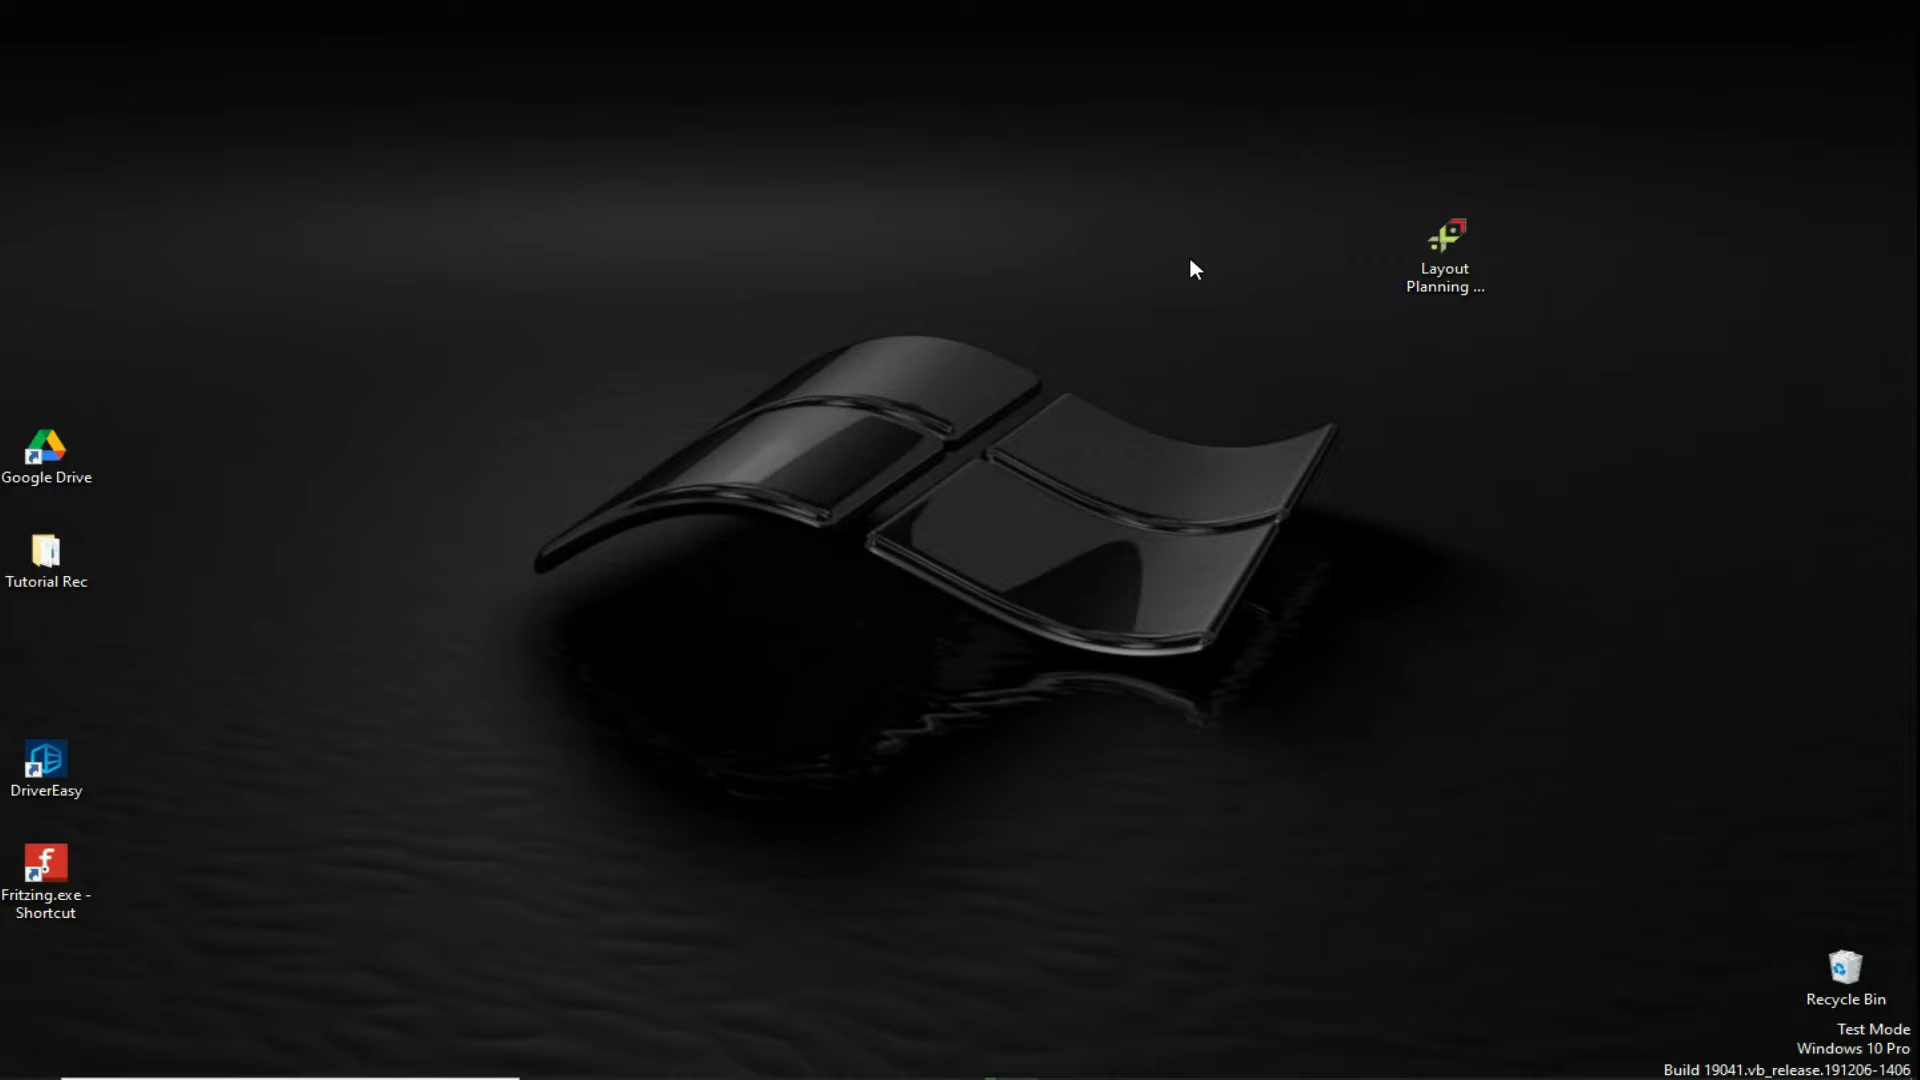 Layout
Planning ...
Google Drive
Tutorial Rec
DriverEasy
Fritzing.exe -
Shortcut
Recycle Bin
Test Mode
Windows 10 Pro
Build 19041.vb_release.191206-1406